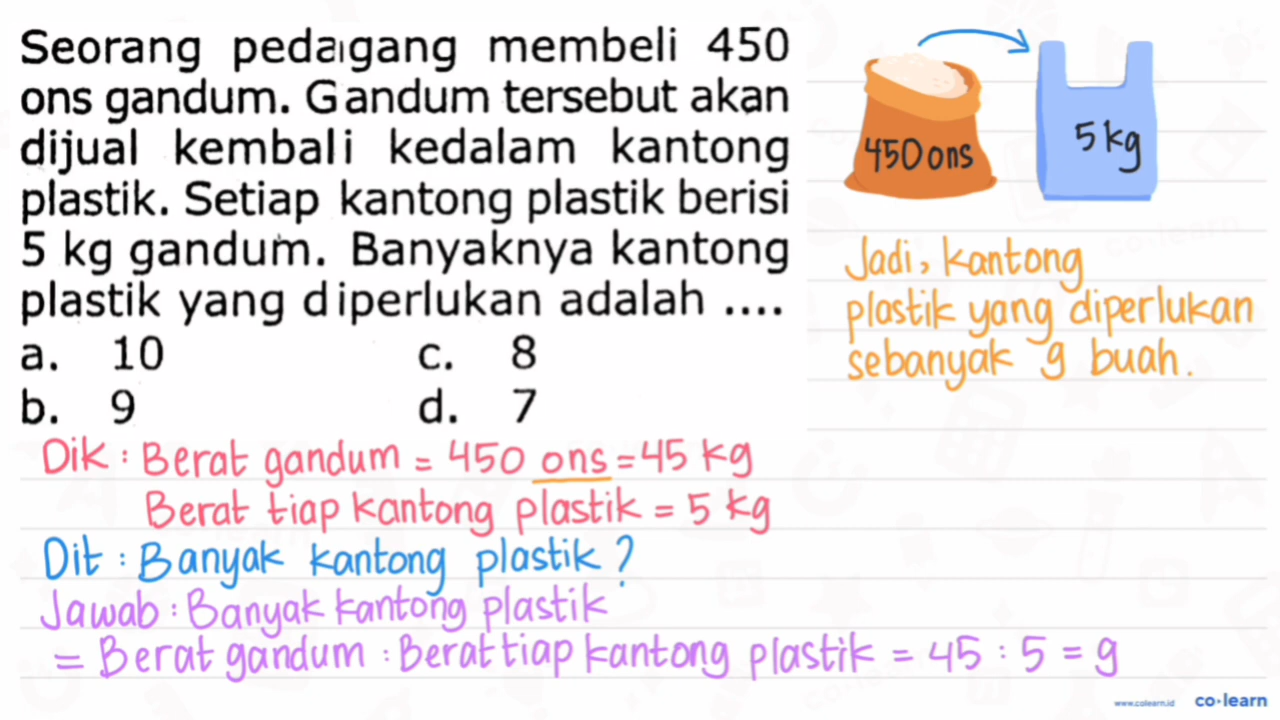 Seorang pedagang membeli 450
ons gandum. Gandum tersebut akan
dijual kembali kedalam kantong
plastik. Setiap kantong plastik berisi
5 kg gandum. Banyaknya kantong
plastik yang diperlukan adalah ....
a. 10 c. 8
b. 9 d. 7
450 ons
5 kg
Jadi, kantong
plastik yang diperlukan
sebanyak 9 buah.
Dik : Berat gandum = 450 ons = 45 kg
Berat tiap kantong plastik = 5 kg
Dit : Banyak kantong plastik ?
Jawab : Banyak kantong plastik
= Berat gandum : Berat tiap kantong plastik = 45 : 5 = 9
www.colearn.id co·learn